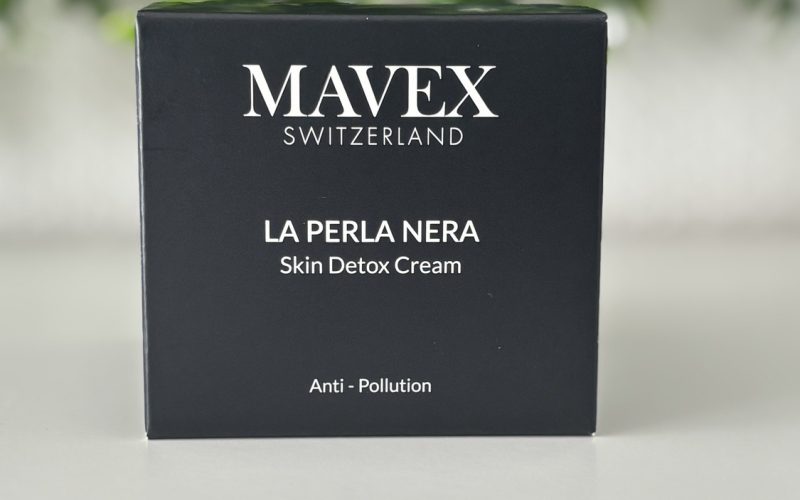 MAVEX
SWITZERLAND
LA PERLA NERA
Skin Detox Cream
Anti - Pollution